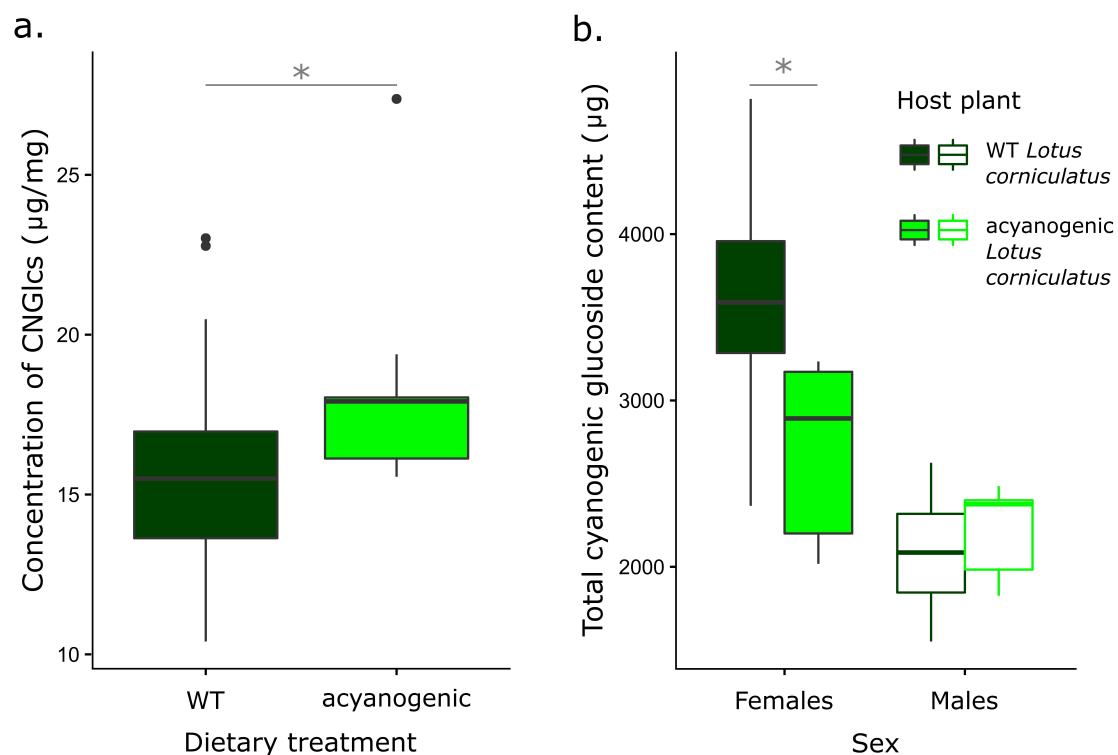 a.
*
Concentration of CNGlcs (µg/mg)
25
20
15
10
WT
acyanogenic
Dietary treatment
b.
*
Total cyanogenic glucoside content (µg)
4000
3000
2000
Females
Males
Sex
Host plant
WT Lotus
corniculatus
acyanogenic
Lotus
corniculatus